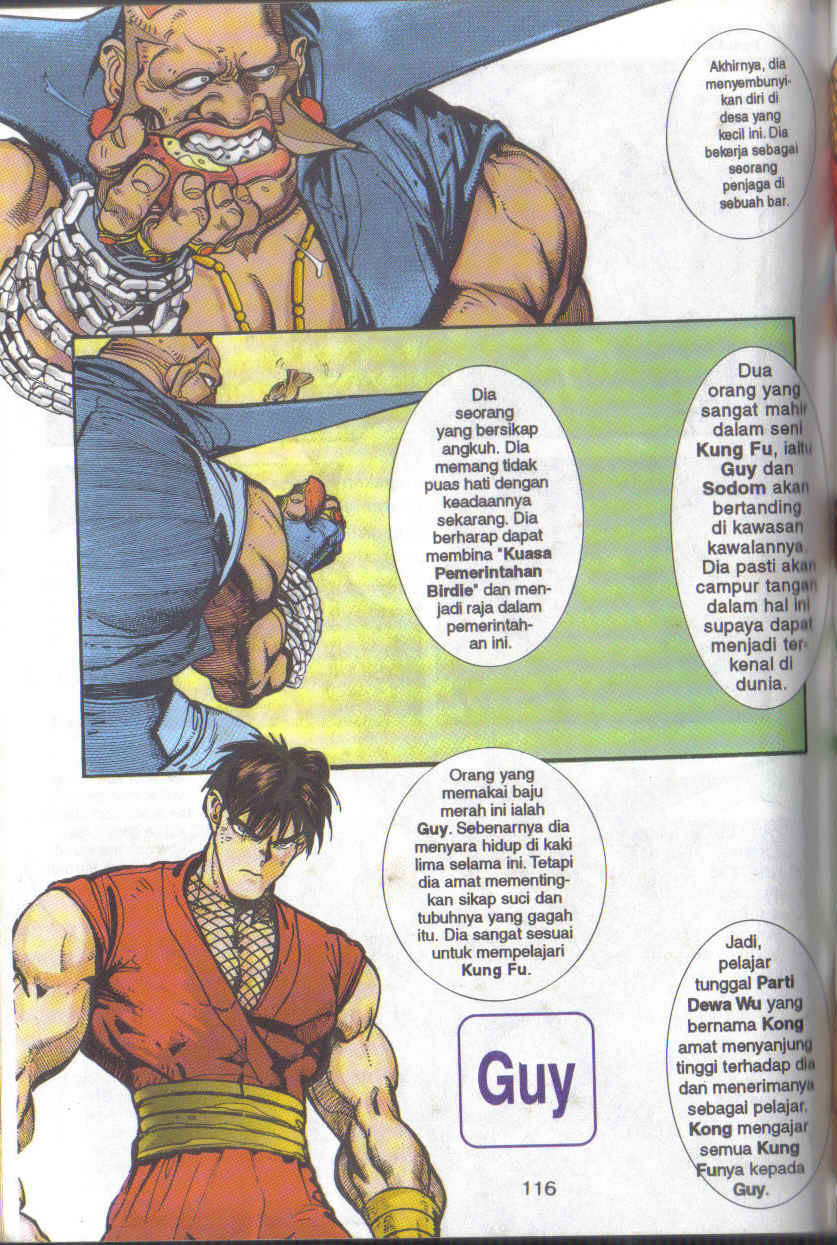 Akhirnya, dia
menyembunyi-
kan diri di
desa yang
kecil ini. Dia
bekerja sebagai
seorang
penjaga di
sebuah bar.
Dua
orang yang
sangat mahir
dalam seni
Kung Fu, iaitu
Guy dan
Sodom akan
bertanding
di kawasan
kawalannya.
Dia pasti akan
campur tangan
dalam hal ini
supaya dapat
menjadi ter-
kenal di
dunia.
Dia
seorang
yang bersikap
angkuh. Dia
memang tidak
puas hati dengan
keadaannya
sekarang. Dia
berharap dapat
membina "Kuasa
Pemerintahan
Birdie" dan men-
jadi raja dalam
pemerintah-
an ini.
Orang yang
memakai baju
merah ini ialah
Guy. Sebenarnya dia
menyara hidup di kaki
lima selama ini. Tetapi
dia amat mementing-
kan sikap suci dan
tubuhnya yang gagah
itu. Dia sangat sesuai
untuk mempelajari
Kung Fu.
Jadi,
pelajar
tunggal Parti
Dewa Wu yang
bernama Kong
amat menyanjung
tinggi terhadap dia
dan menerimanya
sebagai pelajar.
Kong mengajar
semua Kung
Funya kepada
Guy.
Guy
116